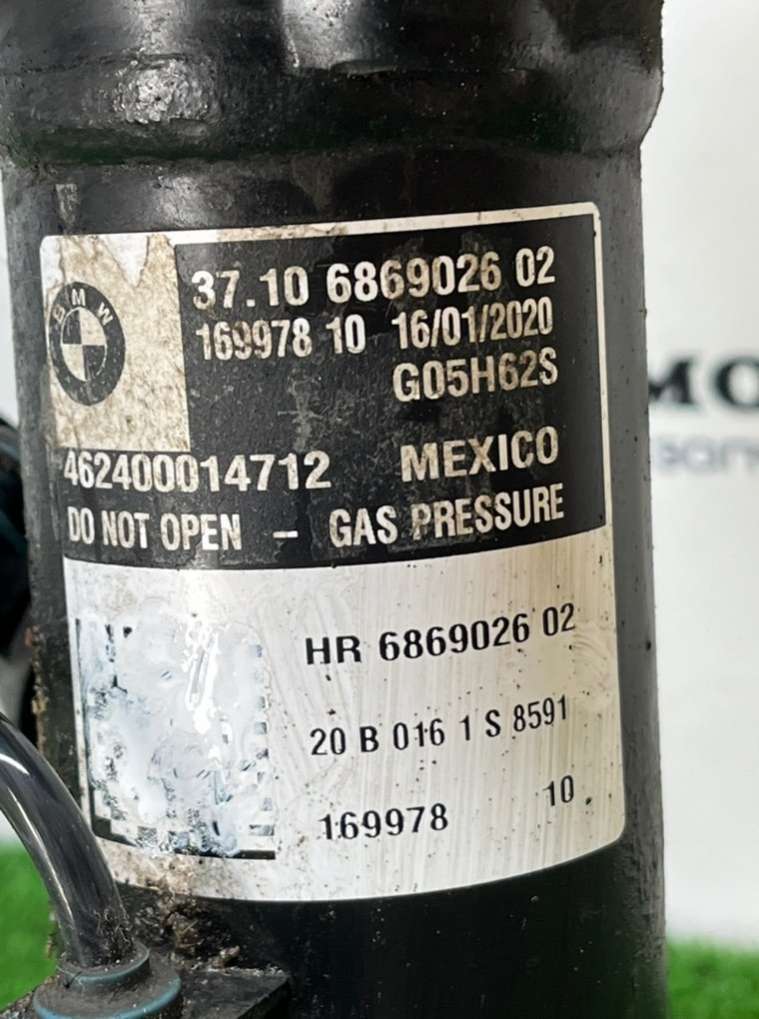 BMW
37.10 6869026 02
169978 10 16/01/2020
G05H62S
462400014712 MEXICO
DO NOT OPEN – GAS PRESSURE
HR 6869026 02
20 B 016 1 S 8591
169978 10
MO